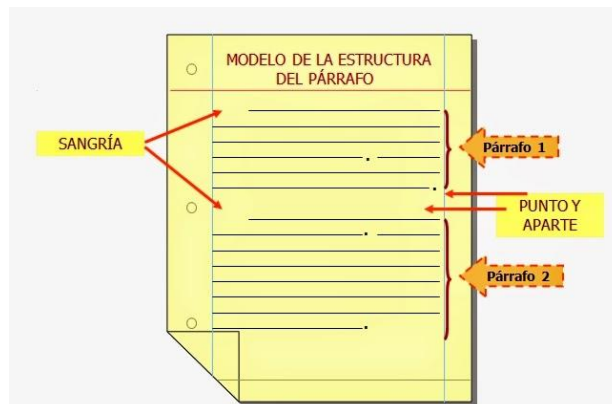 MODELO DE LA ESTRUCTURA
DEL PÁRRAFO
SANGRÍA
Párrafo 1
PUNTO Y
APARTE
Párrafo 2